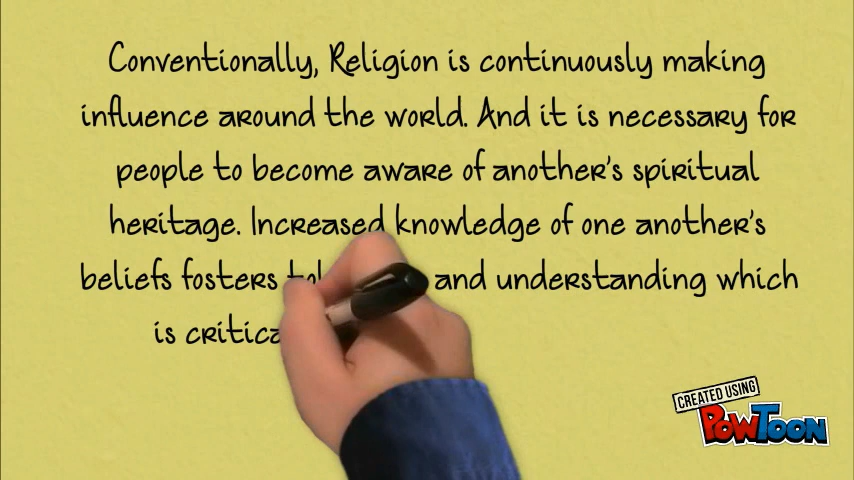 Conventionally, Religion is continuously making
influence around the world. And it is necessary for
people to become aware of another's spiritual
heritage. Increased knowledge of one another's
beliefs fosters and understanding which
is
CREATED USING
POWTOON